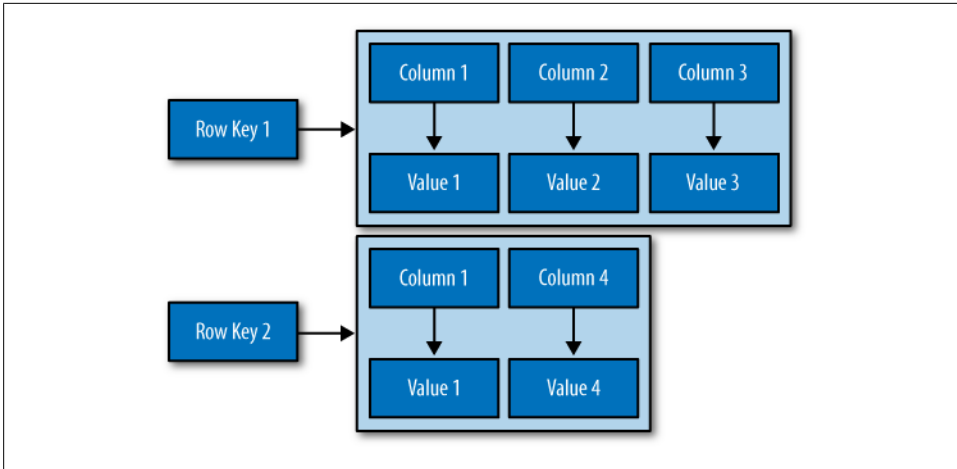 Column 1 Column 2 Column 3
Row Key 1
Value 1 Value 2 Value 3
Column 1 Column 4
Row Key 2
Value 1 Value 4